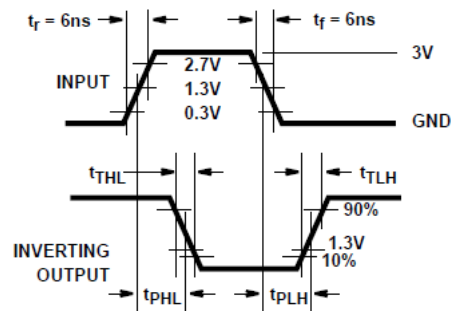 tr = 6ns
tf = 6ns
3V
INPUT
2.7V
1.3V
0.3V
GND
tTHL
tTLH
90%
1.3V
10%
INVERTING
OUTPUT
tPHL
tPLH